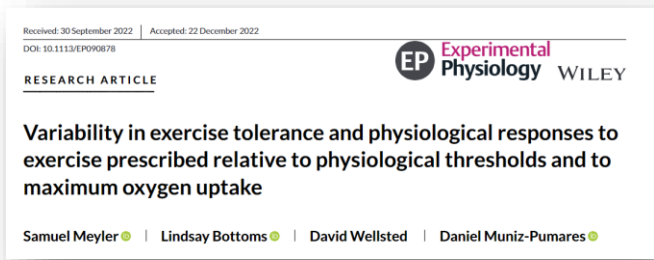 Received: 30 September 2022 | Accepted: 22 December 2022
DOI: 10.1113/EP090878
EP Experimental
Physiology WILEY
RESEARCH ARTICLE
Variability in exercise tolerance and physiological responses to
exercise prescribed relative to physiological thresholds and to
maximum oxygen uptake
Samuel Meyler | Lindsay Bottoms | David Wellsted | Daniel Muniz-Pumares